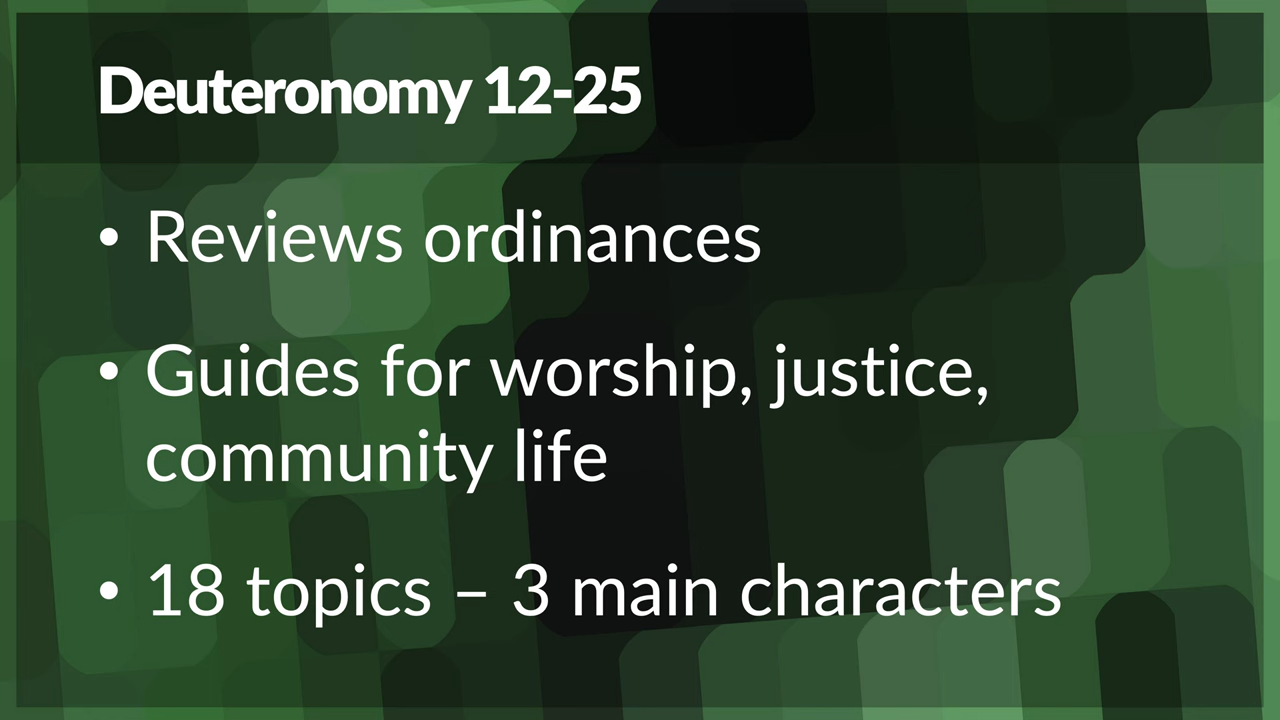 Deuteronomy 12-25
• Reviews ordinances
• Guides for worship, justice,
community life
• 18 topics – 3 main characters